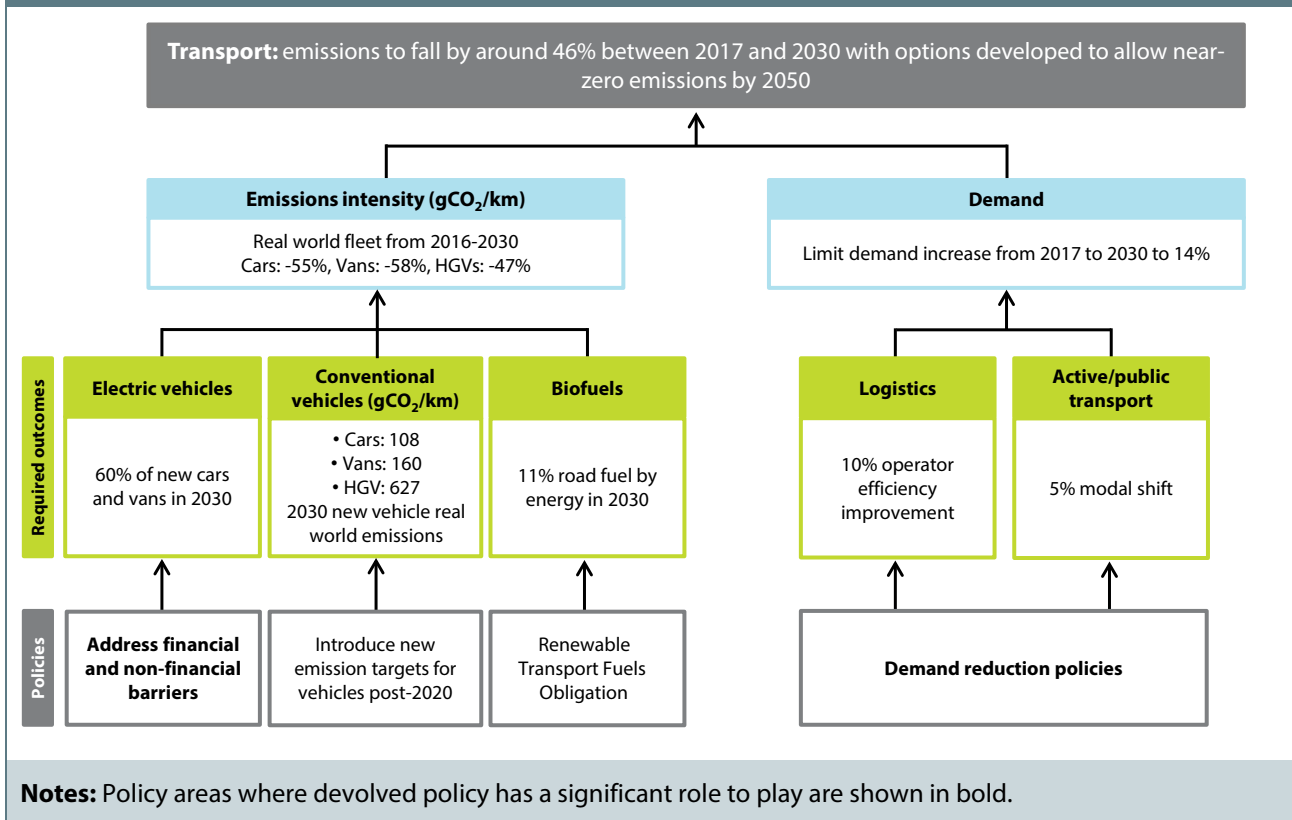 Transport: emissions to fall by around 46% between 2017 and 2030 with options developed to allow near-
zero emissions by 2050
Emissions intensity (gCO₂/km)
Real world fleet from 2016-2030
Cars: -55%, Vans: -58%, HGVs: -47%
Demand
Limit demand increase from 2017 to 2030 to 14%
Required outcomes
Electric vehicles
60% of new cars
and vans in 2030
Conventional
vehicles (gCO₂/km)
• Cars: 108
• Vans: 160
• HGV: 627
2030 new vehicle real
world emissions
Biofuels
11% road fuel by
energy in 2030
Logistics
10% operator
efficiency
improvement
Active/public
transport
5% modal shift
Policies
Address financial
and non-financial
barriers
Introduce new
emission targets for
vehicles post-2020
Renewable
Transport Fuels
Obligation
Demand reduction policies
Notes: Policy areas where devolved policy has a significant role to play are shown in bold.